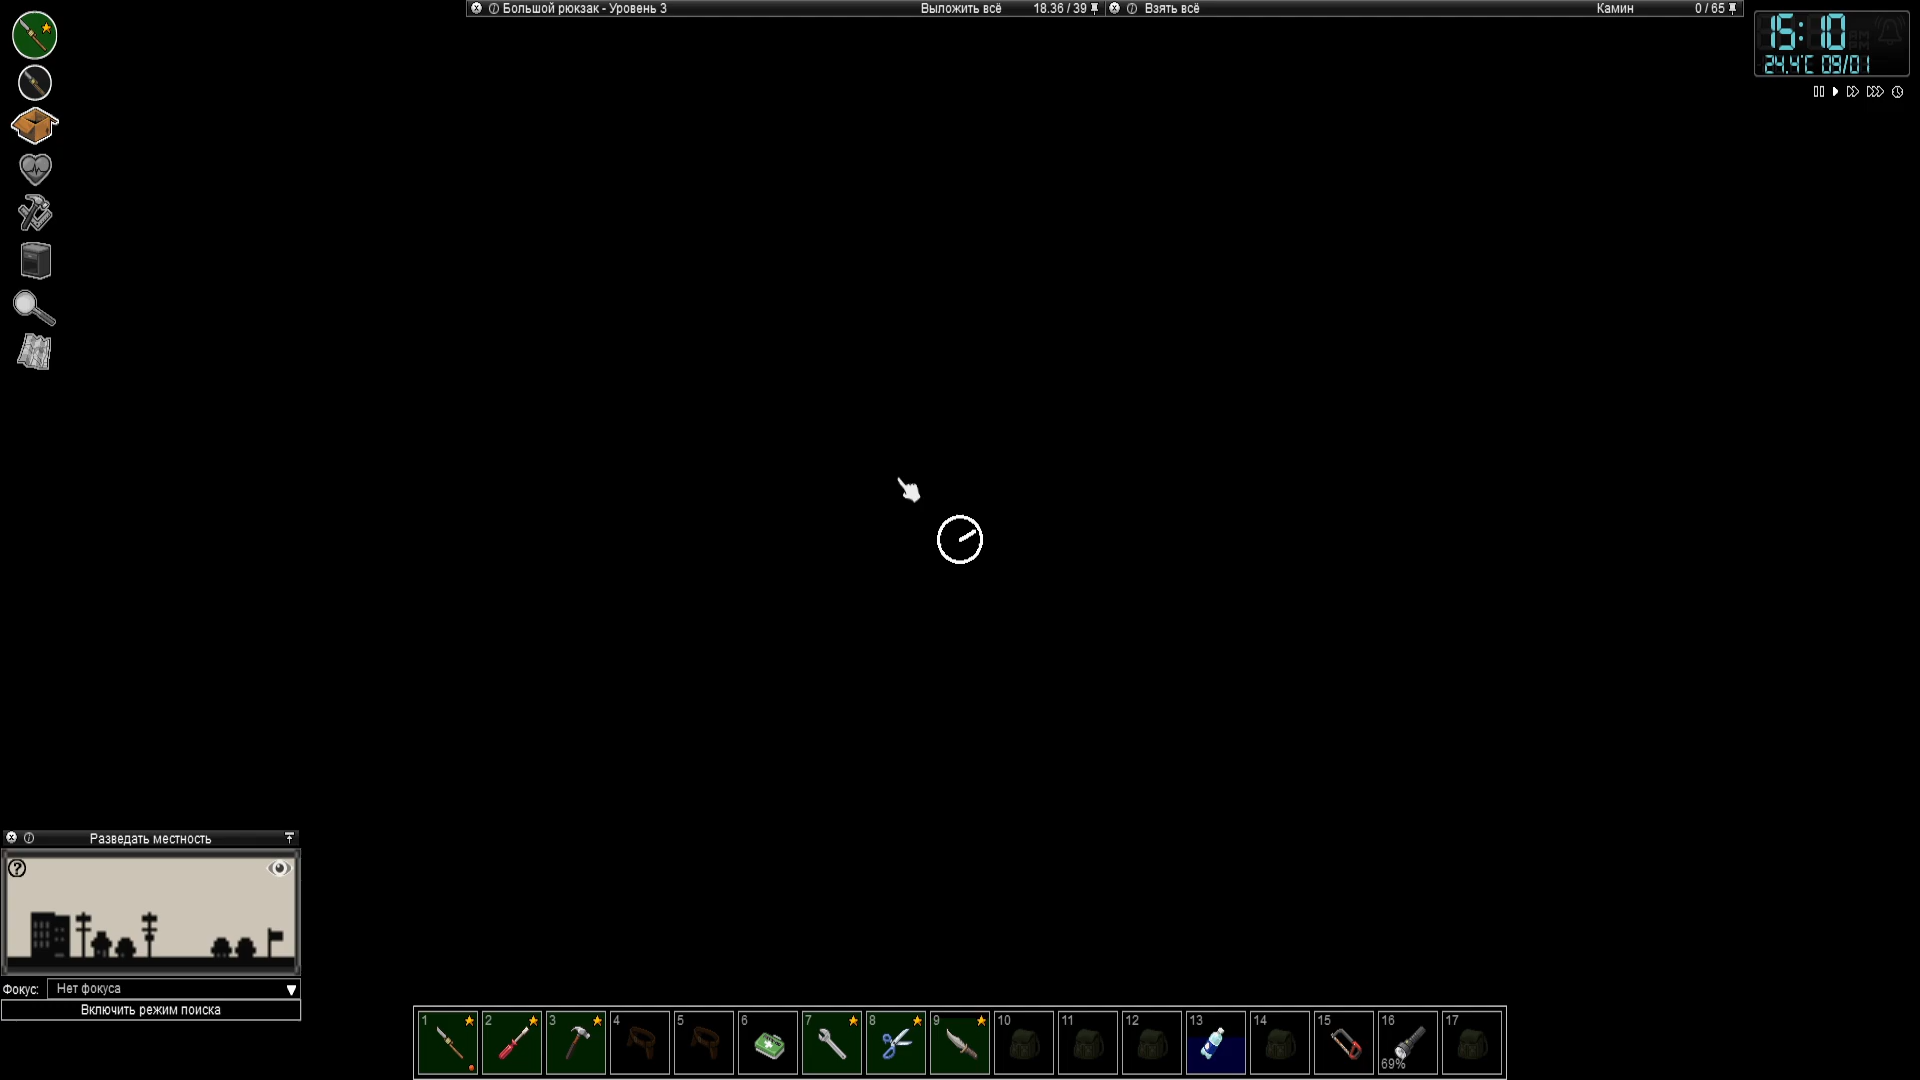 Большой рюкзак - Уровень 3 Выложить всё 18.36 / 39 Взять всё Камин 0 / 65
15:10
24.4°C 09/01
Разведать местность
?
Фокус: Нет фокуса
Включить режим поиска
1 2 3 4 5 6 7 8 9 10 11 12 13 14 15 16 17
69%